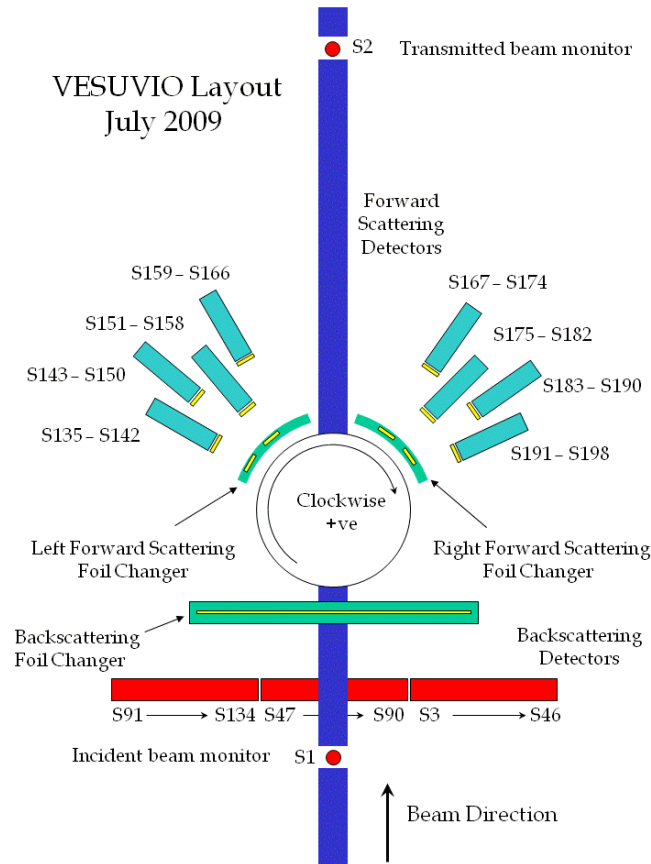 S2 Transmitted beam monitor
VESUVIO Layout
July 2009
Forward
Scattering
Detectors
S159 – S166
S151 – S158
S143 – S150
S135 – S142
S167 – S174
S175 – S182
S183 – S190
S191 – S198
Clockwise
+ve
Left Forward Scattering
Foil Changer
Right Forward Scattering
Foil Changer
Backscattering
Foil Changer
Backscattering
Detectors
S91 S134 S47 S90 S3 S46
Incident beam monitor S1
Beam Direction